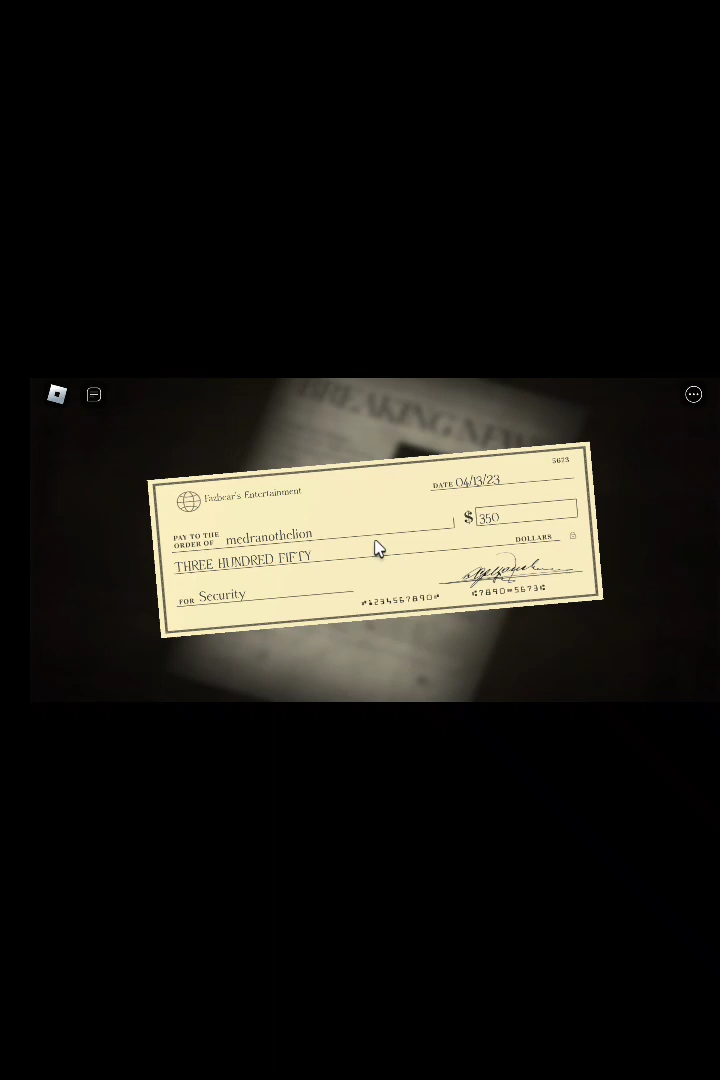 BREAKING NEWS
5673
Fazbear's Entertainment
DATE 04/13/23
PAY TO THE
ORDER OF medranothelion
$ 350
THREE HUNDRED FIFTY
DOLLARS
FOR Security
⑈1234567890⑈ ⑆7890⑉5673⑆